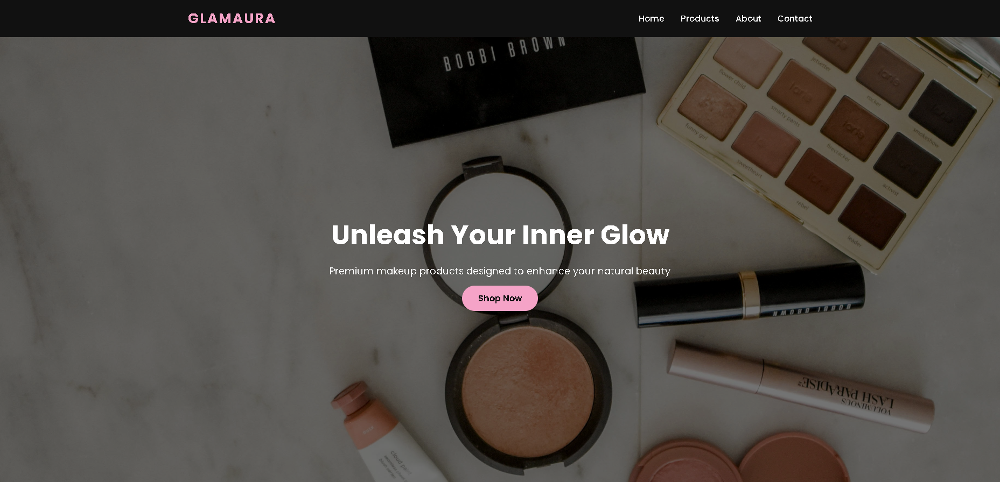 GLAMAURA
Home Products About Contact
BOBBI BROWN
jetsetter
flower child
rocker
smarty pants
smokeshow
funny girl
firecracker
sweetheart
activist
rebel
leader
Unleash Your Inner Glow
Premium makeup products designed to enhance your natural beauty
Shop Now
BOBBI BROWN
VOLUMINOUS
LASH PARADISE
cloud paint